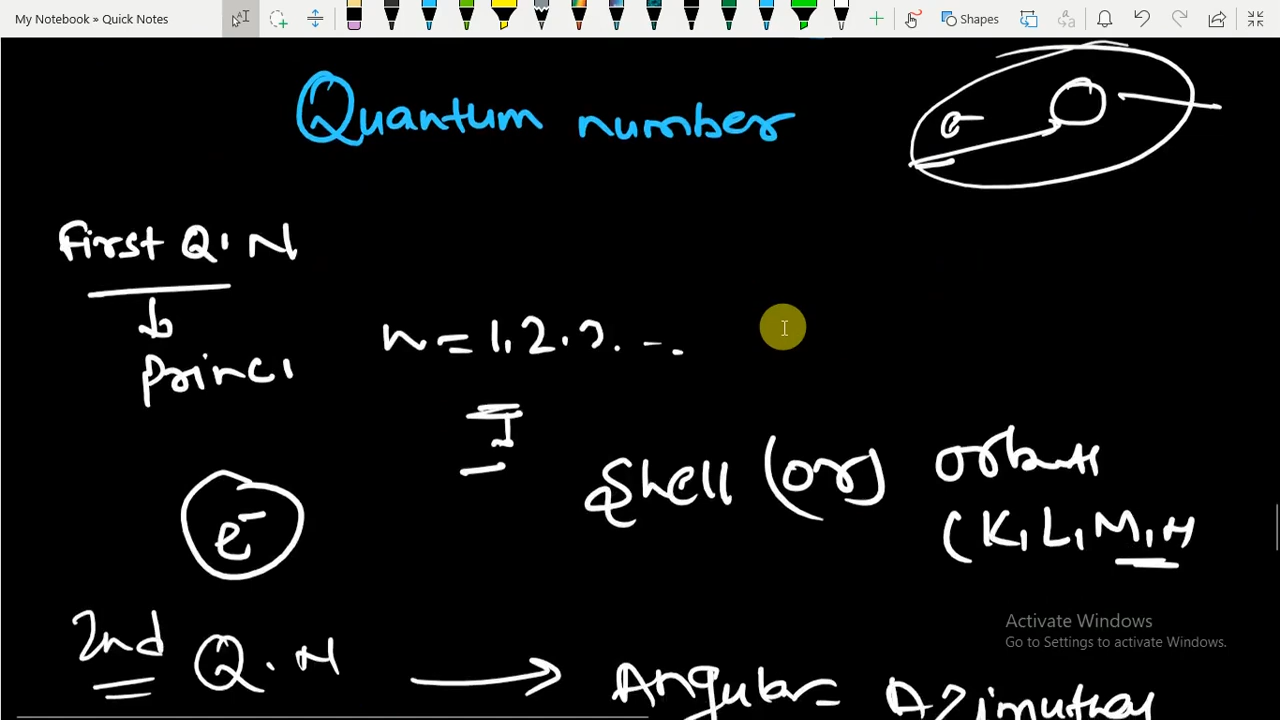 My Notebook » Quick Notes
Shapes
Quantum number
e-
First Q.N
Princi
n = 1, 2, 3. - -.
Shell (or)
(K, L, M, N
e-
2nd Q.N → Angular = Azimuthal
Activate Windows
Go to Settings to activate Windows.